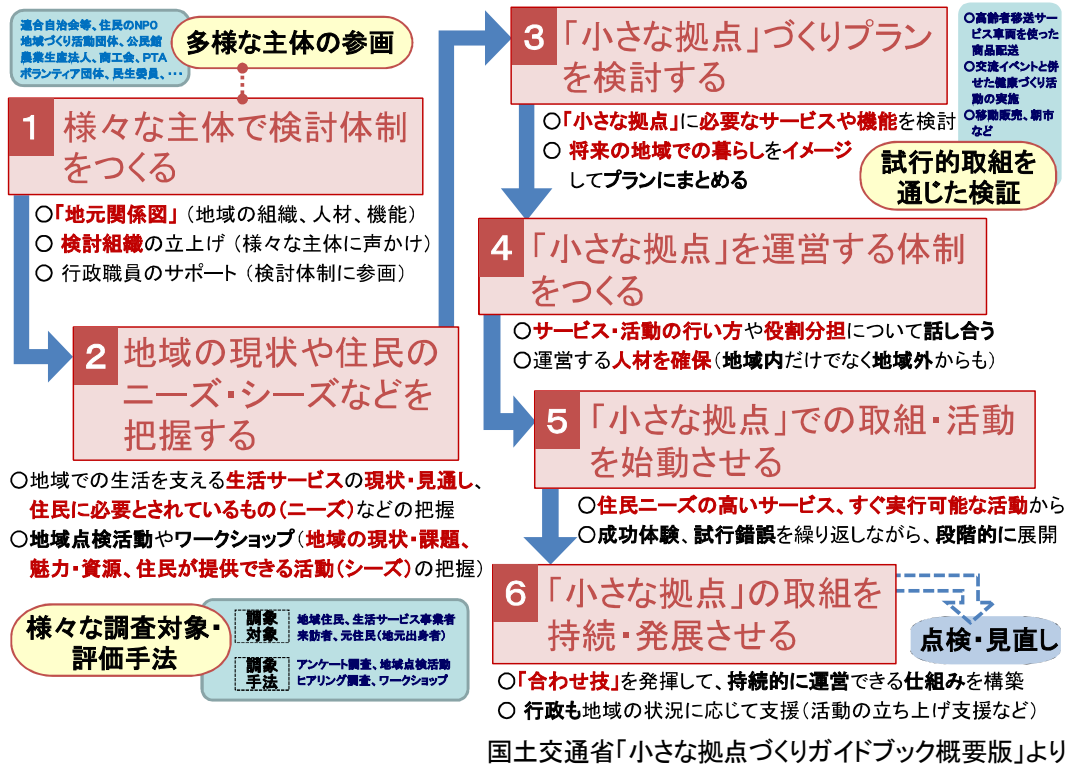 連合自治会等、住民のNPO
地域づくり活動団体、公民館
農業生産法人、商工会、PTA
ボランティア団体、民生委員、・・・
多様な主体の参画
1 様々な主体で検討体制
をつくる
○「地元関係図」（地域の組織、人材、機能）
○ 検討組織の立上げ（様々な主体に声かけ）
○ 行政職員のサポート（検討体制に参画）
2 地域の現状や住民の
ニーズ・シーズなどを
把握する
○地域での生活を支える生活サービスの現状・見通し、
住民に必要とされているもの（ニーズ）などの把握
○地域点検活動やワークショップ（地域の現状・課題、
魅力・資源、住民が提供できる活動（シーズ）の把握）
様々な調査対象・
評価手法
調象
対象
地域住民、生活サービス事業者
来訪者、元住民（地元出身者）
調象
手法
アンケート調査、地域点検活動
ヒアリング調査、ワークショップ
3 「小さな拠点」づくりプラン
を検討する
○「小さな拠点」に必要なサービスや機能を検討
○ 将来の地域での暮らしをイメージ
してプランにまとめる
○高齢者移送サー
ビス車両を使った
商品配送
○交流イベントと併
せた健康づくり活
動の実施
○移動販売、朝市
など
試行的取組を
通じた検証
4 「小さな拠点」を運営する体制
をつくる
○サービス・活動の行い方や役割分担について話し合う
○運営する人材を確保（地域内だけでなく地域外からも）
5 「小さな拠点」での取組・活動
を始動させる
○住民ニーズの高いサービス、すぐ実行可能な活動から
○成功体験、試行錯誤を繰り返しながら、段階的に展開
6 「小さな拠点」の取組を
持続・発展させる
点検・見直し
○「合わせ技」を発揮して、持続的に運営できる仕組みを構築
○ 行政も地域の状況に応じて支援（活動の立ち上げ支援など）
国土交通省「小さな拠点づくりガイドブック概要版」より